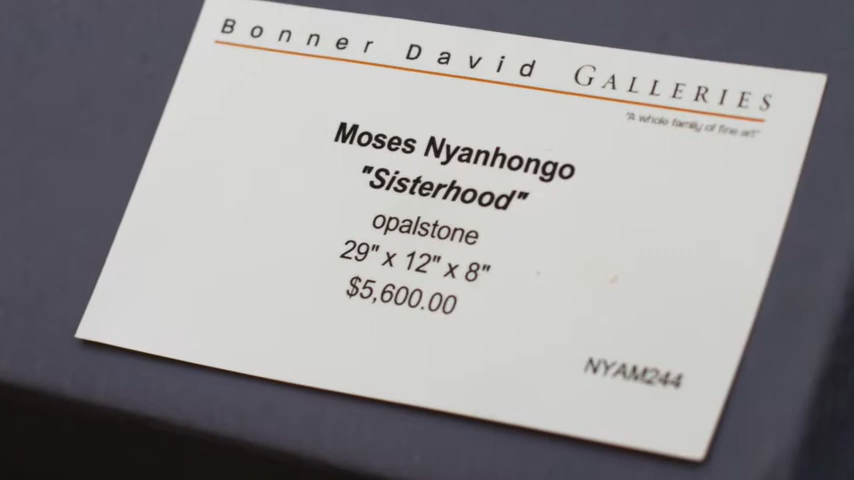 Bonner David GALLERIES
"A whole family of fine art"
Moses Nyanhongo
"Sisterhood"
opalstone
29" x 12" x 8"
$5,600.00
NYAM244